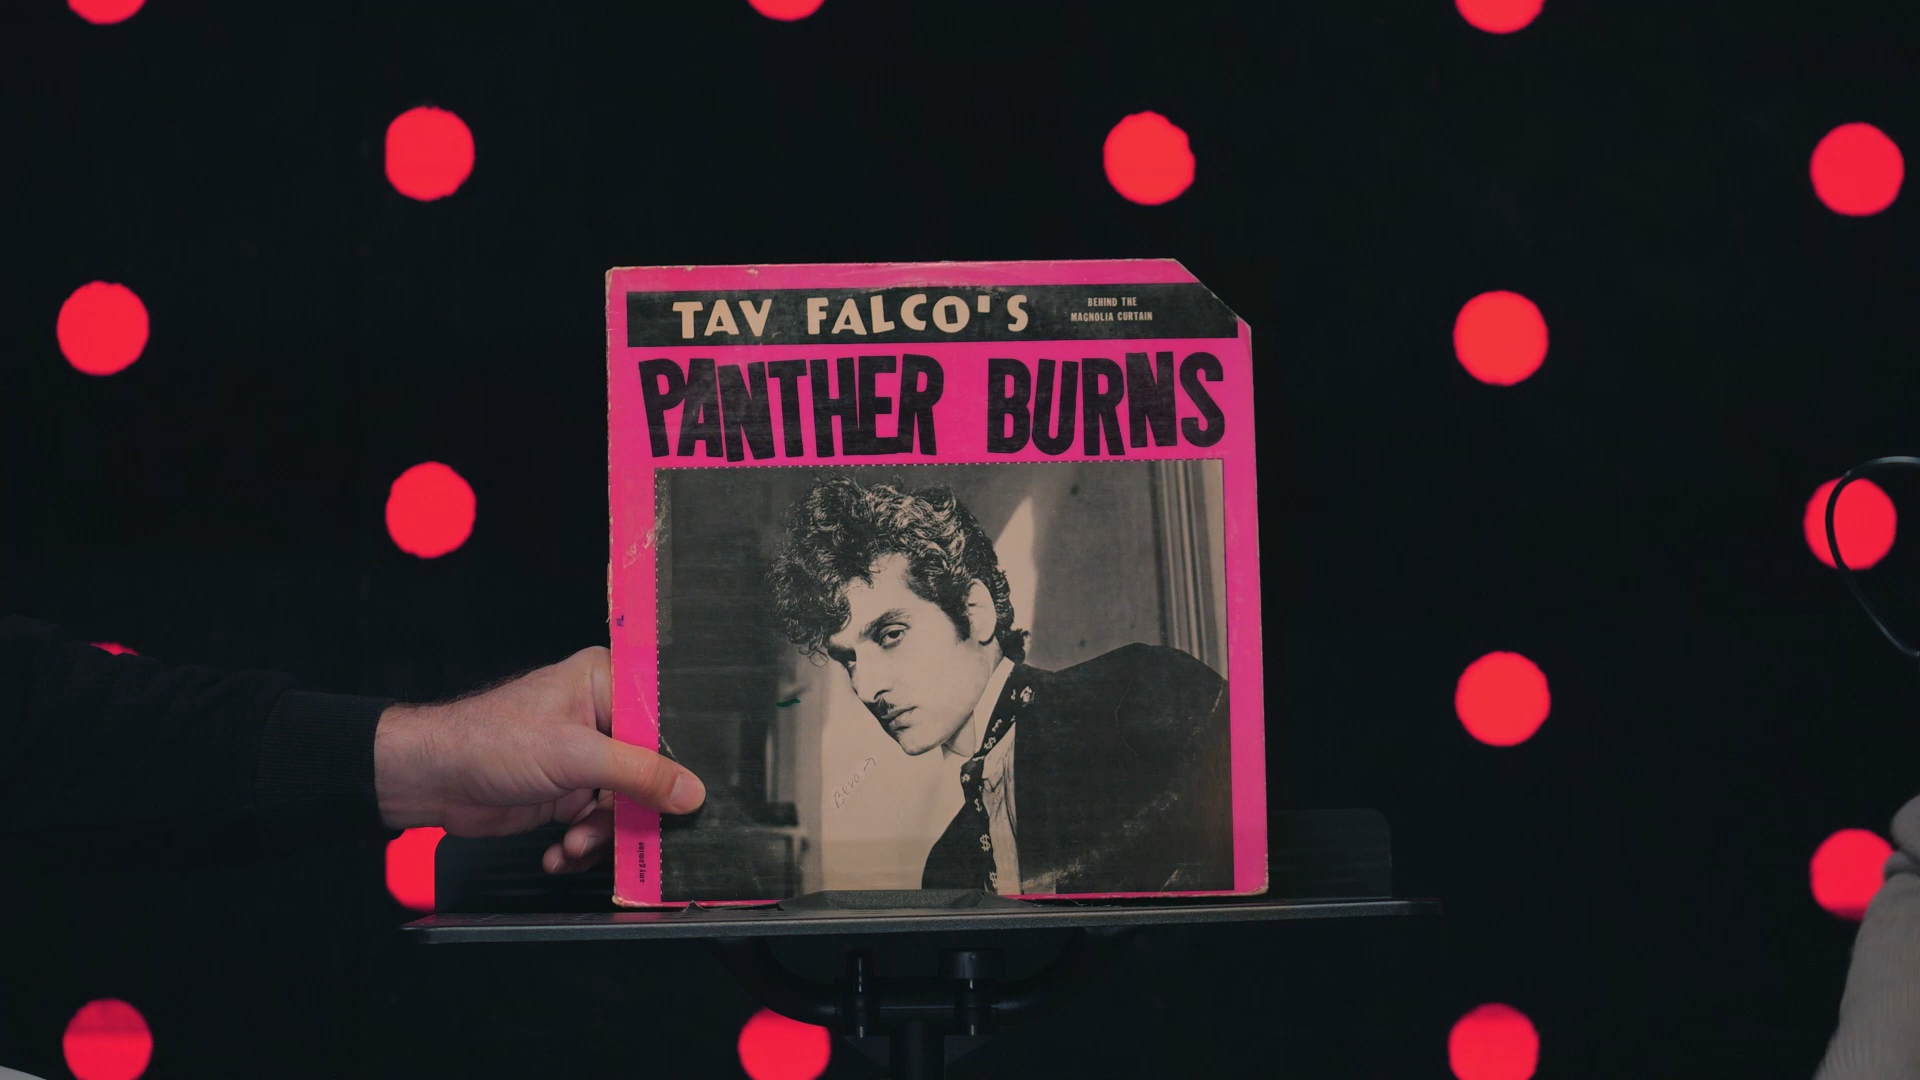 TAV FALCO'S
BEHIND THE
MAGNOLIA CURTAIN
PANTHER BURNS